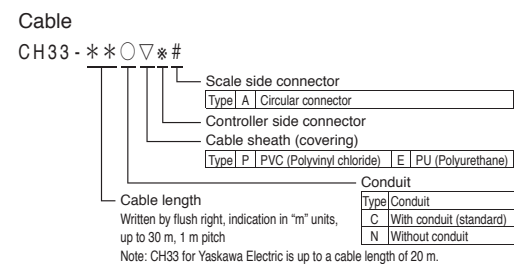 Cable
CH33-**○▽※#
Scale side connector
Type A Circular connector
Controller side connector
Cable sheath (covering)
Type P PVC (Polyvinyl chloride) E PU (Polyurethane)
Conduit
Type Conduit
C With conduit (standard)
N Without conduit
Cable length
Written by flush right, indication in “m” units,
up to 30 m, 1 m pitch
Note: CH33 for Yaskawa Electric is up to a cable length of 20 m.